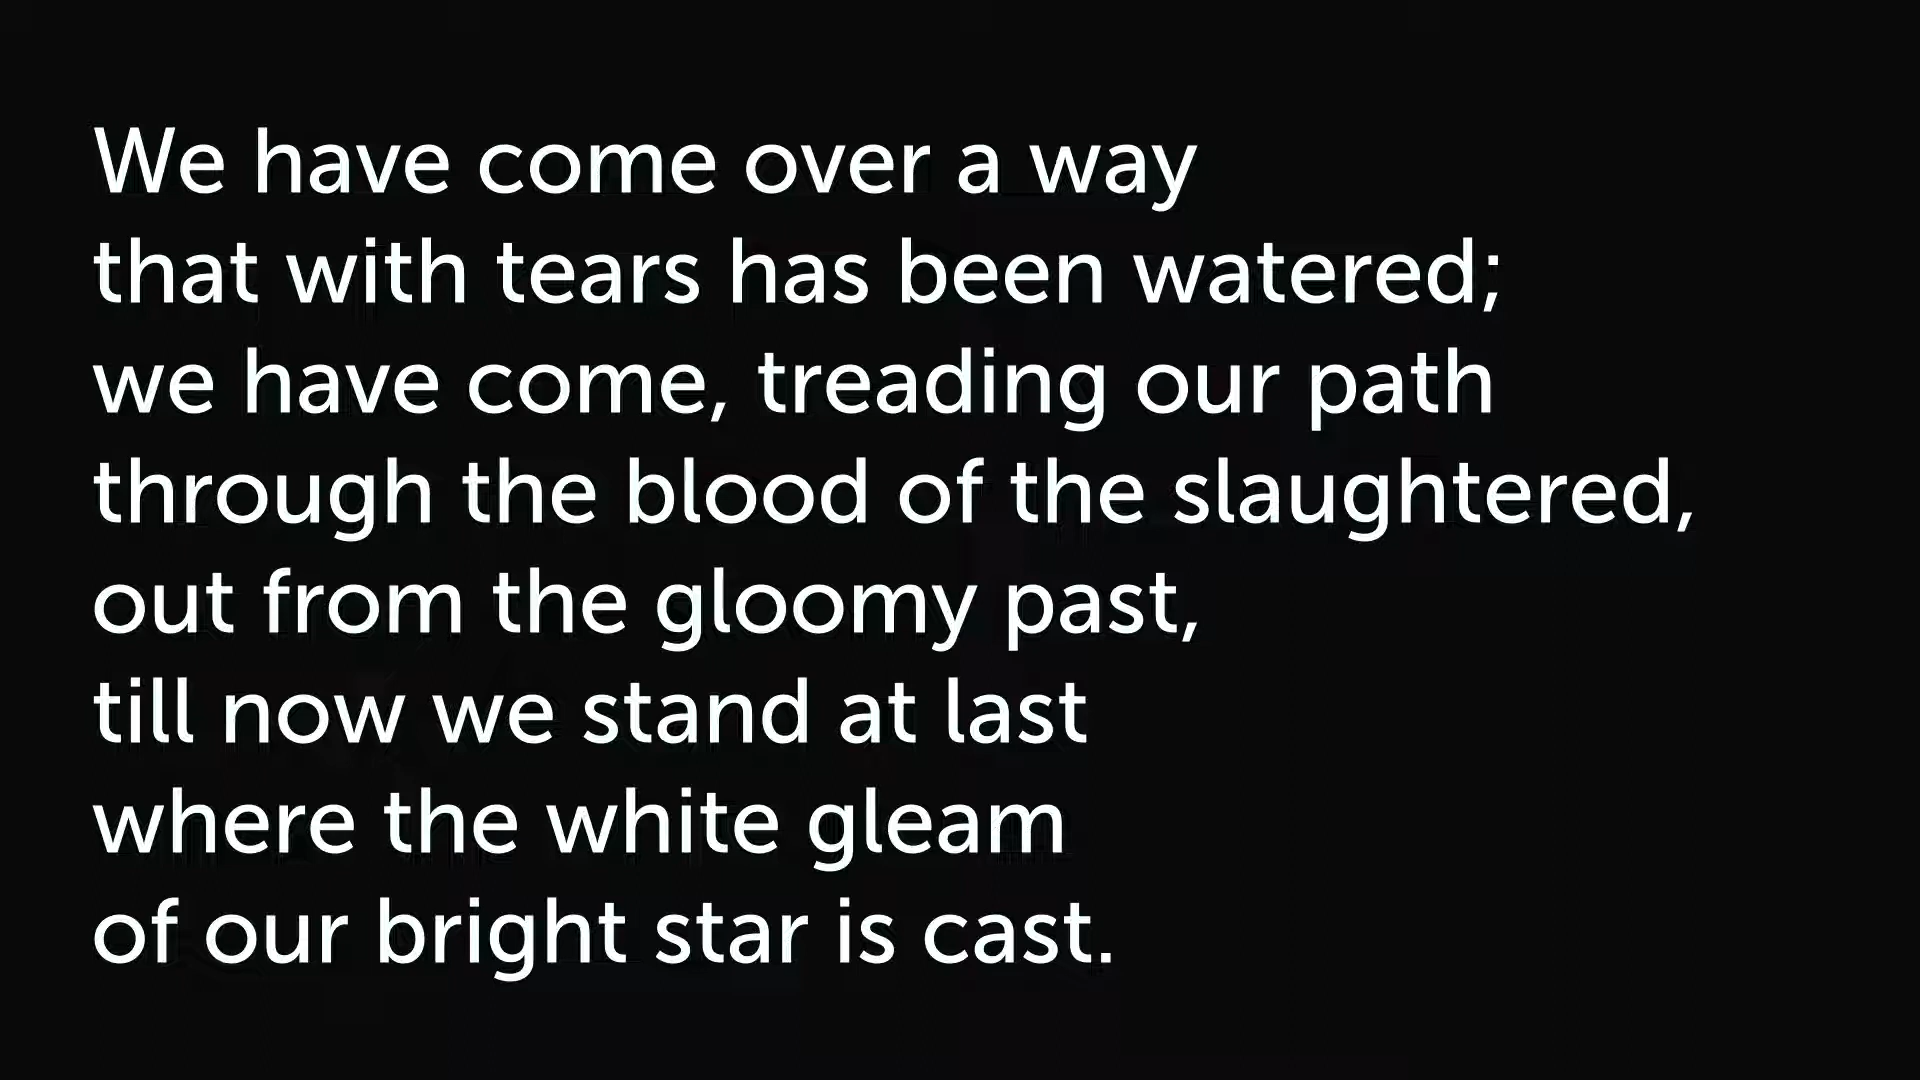 We have come over a way
that with tears has been watered;
we have come, treading our path
through the blood of the slaughtered,
out from the gloomy past,
till now we stand at last
where the white gleam
of our bright star is cast.